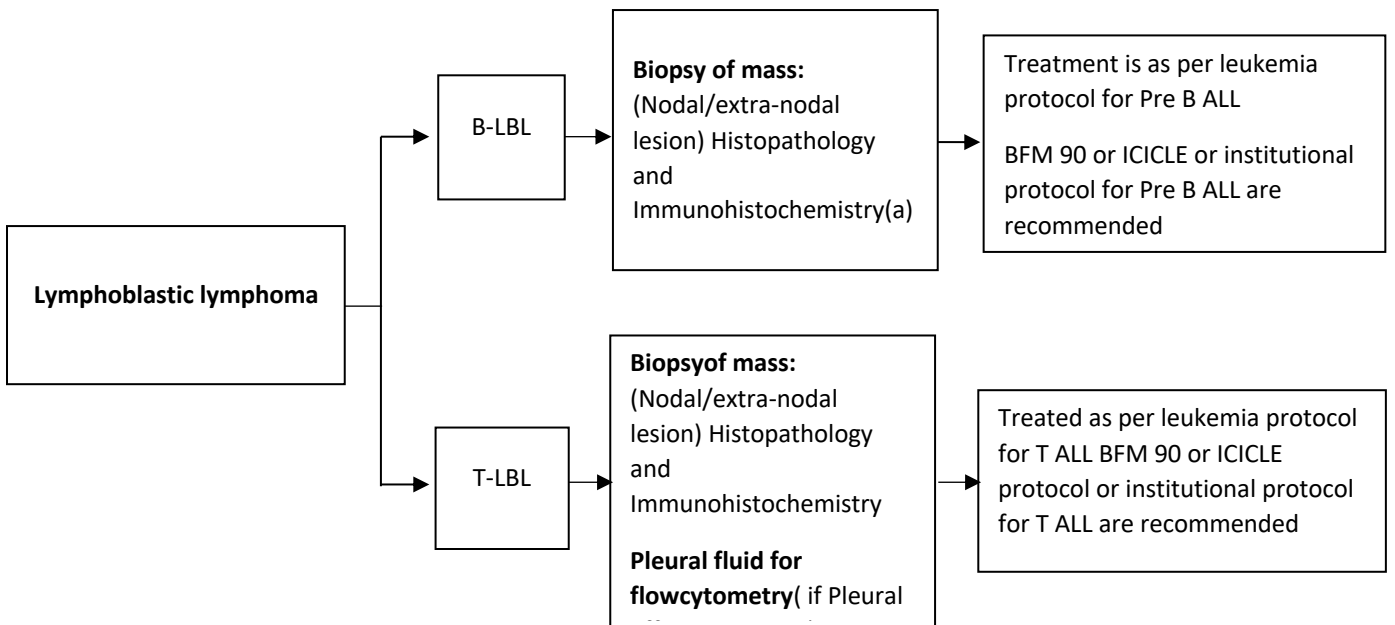 Lymphoblastic lymphoma
B-LBL
Biopsy of mass:
(Nodal/extra-nodal
lesion) Histopathology
and
Immunohistochemistry(a)
Treatment is as per leukemia
protocol for Pre B ALL
BFM 90 or ICICLE or institutional
protocol for Pre B ALL are
recommended
T-LBL
Biopsyof mass:
(Nodal/extra-nodal
lesion) Histopathology
and
Immunohistochemistry
Pleural fluid for
flowcytometry( if Pleural
Treated as per leukemia protocol
for T ALL BFM 90 or ICICLE
protocol or institutional protocol
for T ALL are recommended